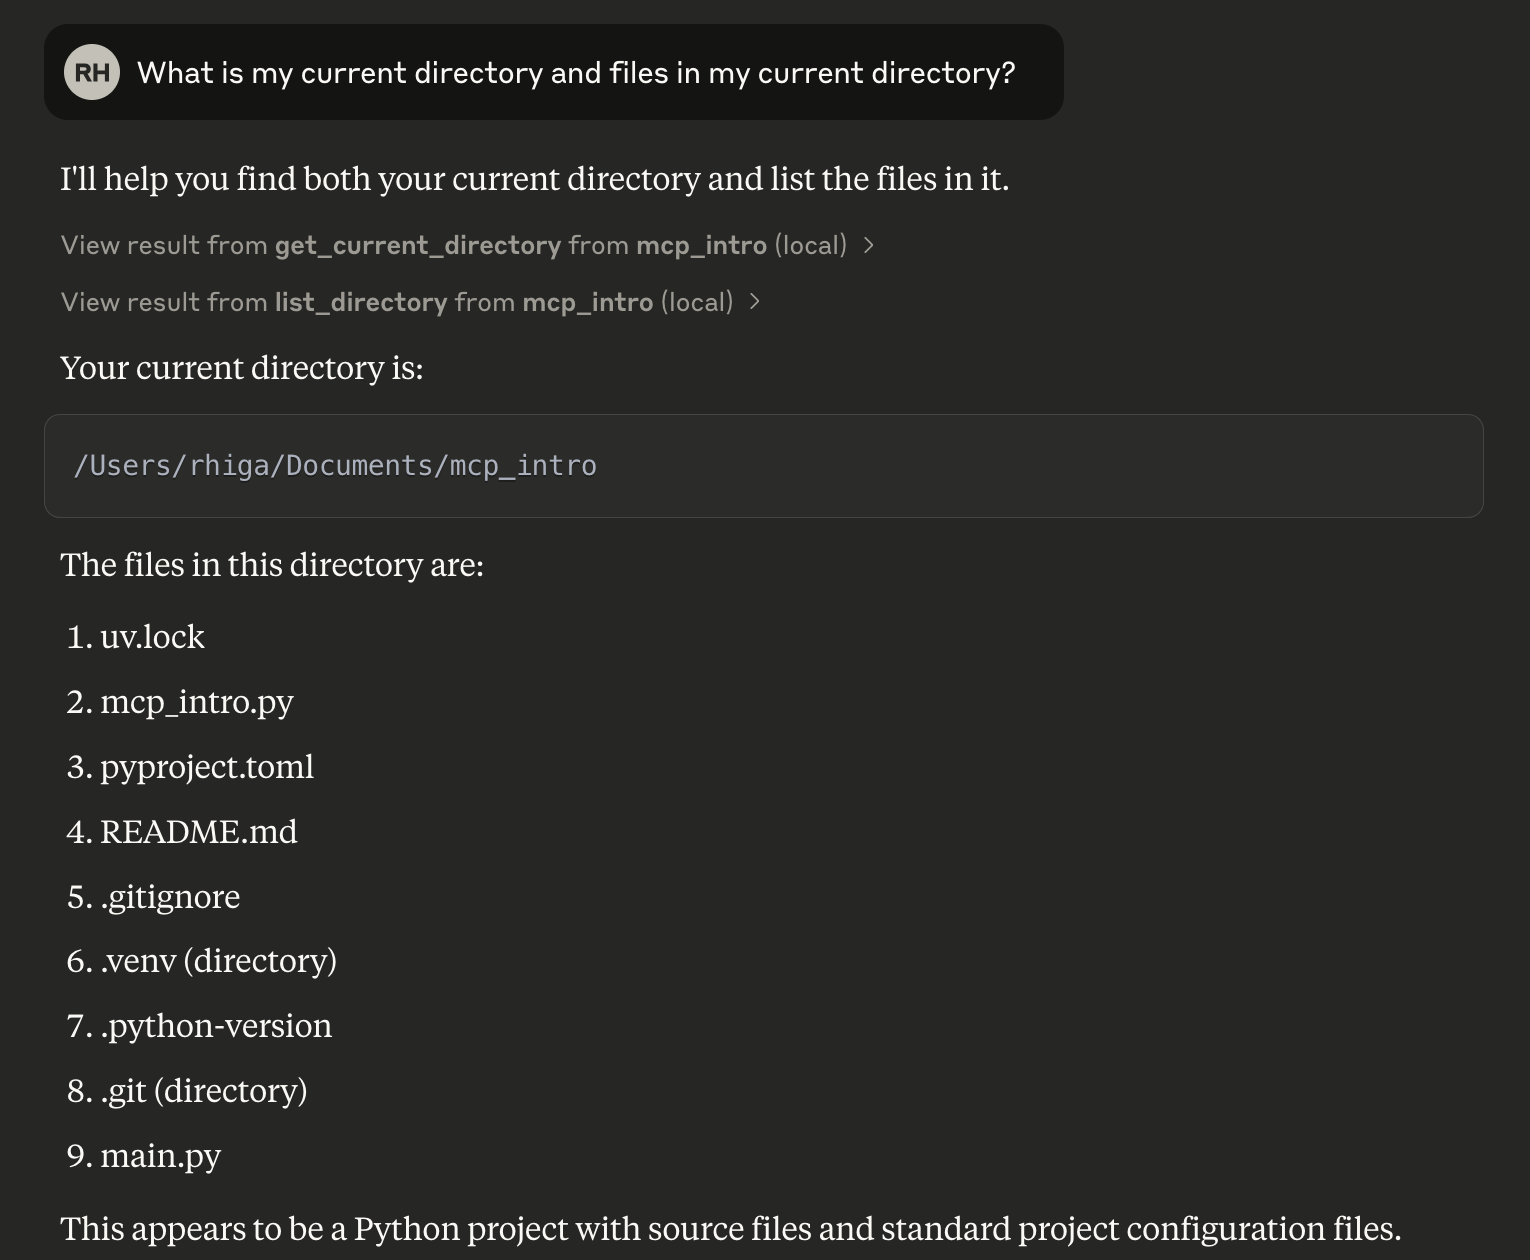 RH What is my current directory and files in my current directory?
I'll help you find both your current directory and list the files in it.
View result from get_current_directory from mcp_intro (local)
View result from list_directory from mcp_intro (local)
Your current directory is:
/Users/rhiga/Documents/mcp_intro
The files in this directory are:
1. uv.lock
2. mcp_intro.py
3. pyproject.toml
4. README.md
5. .gitignore
6. .venv (directory)
7. .python-version
8. .git (directory)
9. main.py
This appears to be a Python project with source files and standard project configuration files.